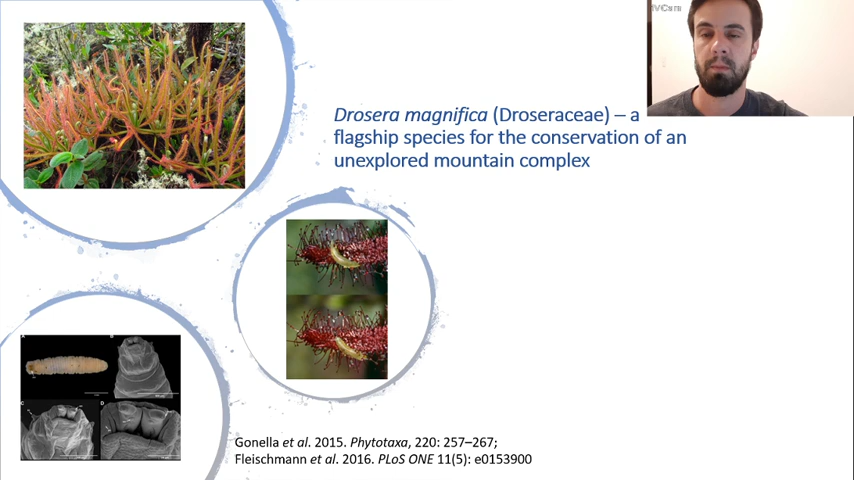 Drosera magnifica (Droseraceae) – a
flagship species for the conservation of an
unexplored mountain complex
Gonella et al. 2015. Phytotaxa, 220: 257–267;
Fleischmann et al. 2016. PLoS ONE 11(5): e0153900